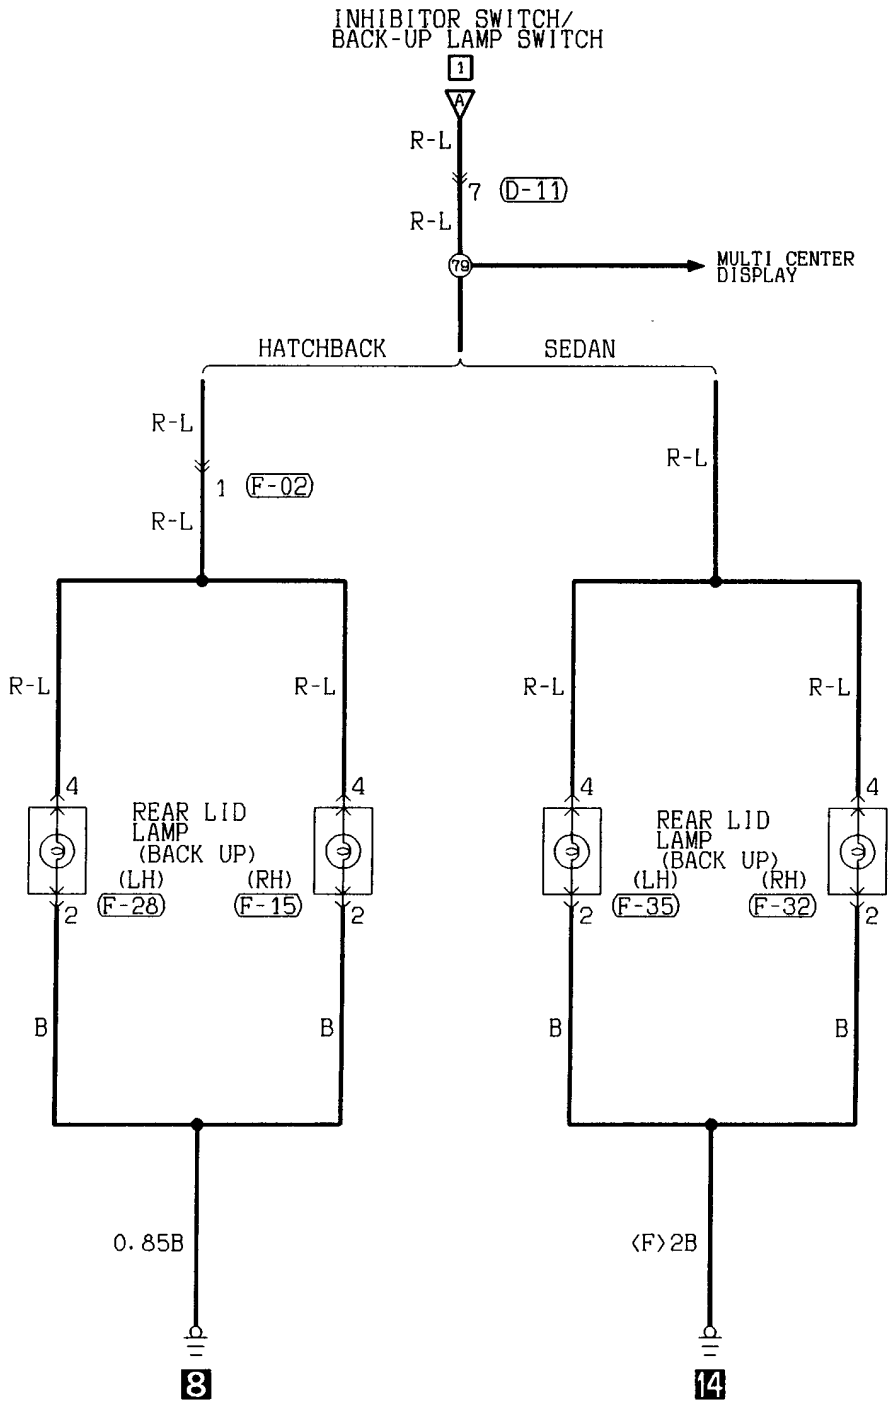 INHIBITOR SWITCH/
BACK-UP LAMP SWITCH
1
A
R-L
7 D-11
R-L
79
MULTI CENTER
DISPLAY
HATCHBACK SEDAN
R-L
R-L
1 F-02
R-L
R-L R-L R-L R-L
4 4 4 4
REAR LID
LAMP
(BACK UP)
(LH) (RH)
F-28 F-15
2 2
REAR LID
LAMP
(BACK UP)
(LH) (RH)
F-35 F-32
2 2
B B B B
0.85B <F>2B
8 14